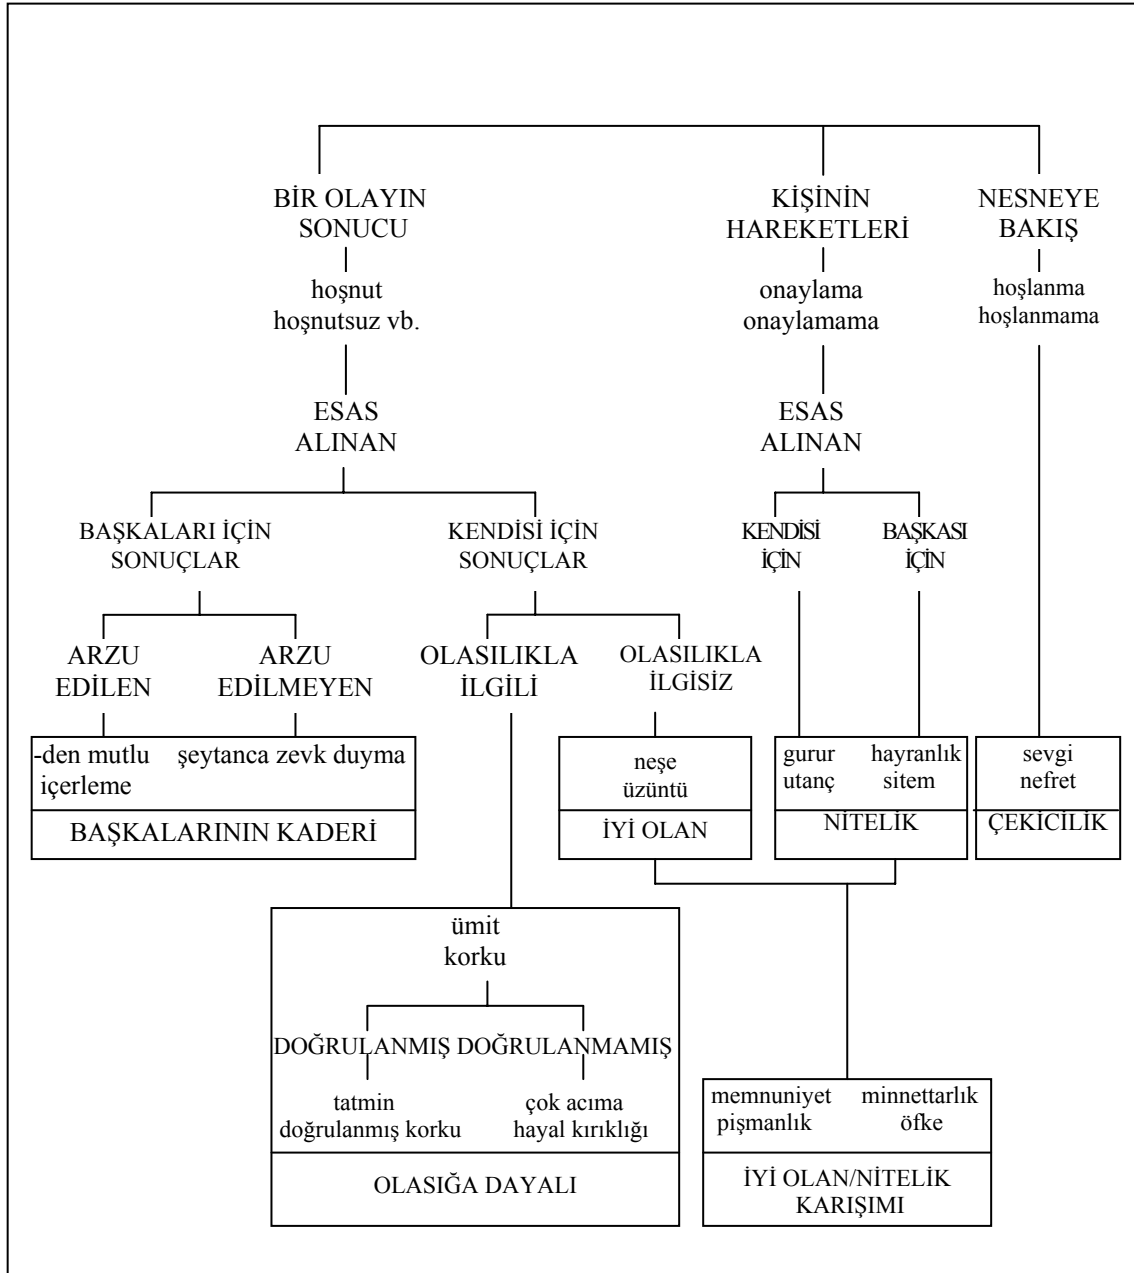 BİR OLAYIN
SONUCU
KİŞİNİN
HAREKETLERİ
NESNEYE
BAKIŞ
hoşnut
hoşnutsuz vb.
onaylama
onaylamama
hoşlanma
hoşlanmama
ESAS
ALINAN
ESAS
ALINAN
BAŞKALARI İÇİN
SONUÇLAR
KENDİSİ İÇİN
SONUÇLAR
KENDİSİ
İÇİN
BAŞKASI
İÇİN
ARZU
EDİLEN
ARZU
EDİLMEYEN
OLASILIKLA
İLGİLİ
OLASILIKLA
İLGİSİZ
-den mutlu
içerleme
şeytanca zevk duyma
BAŞKALARININ KADERİ
neşe
üzüntü
İYİ OLAN
gurur
utanç
hayranlık
sitem
NİTELİK
sevgi
nefret
ÇEKİCİLİK
ümit
korku
DOĞRULANMIŞ
DOĞRULANMAMIŞ
tatmin
doğrulanmış korku
çok acıma
hayal kırıklığı
OLASIĞA DAYALI
memnuniyet
pişmanlık
minnettarlık
öfke
İYİ OLAN/NİTELİK
KARIŞIMI